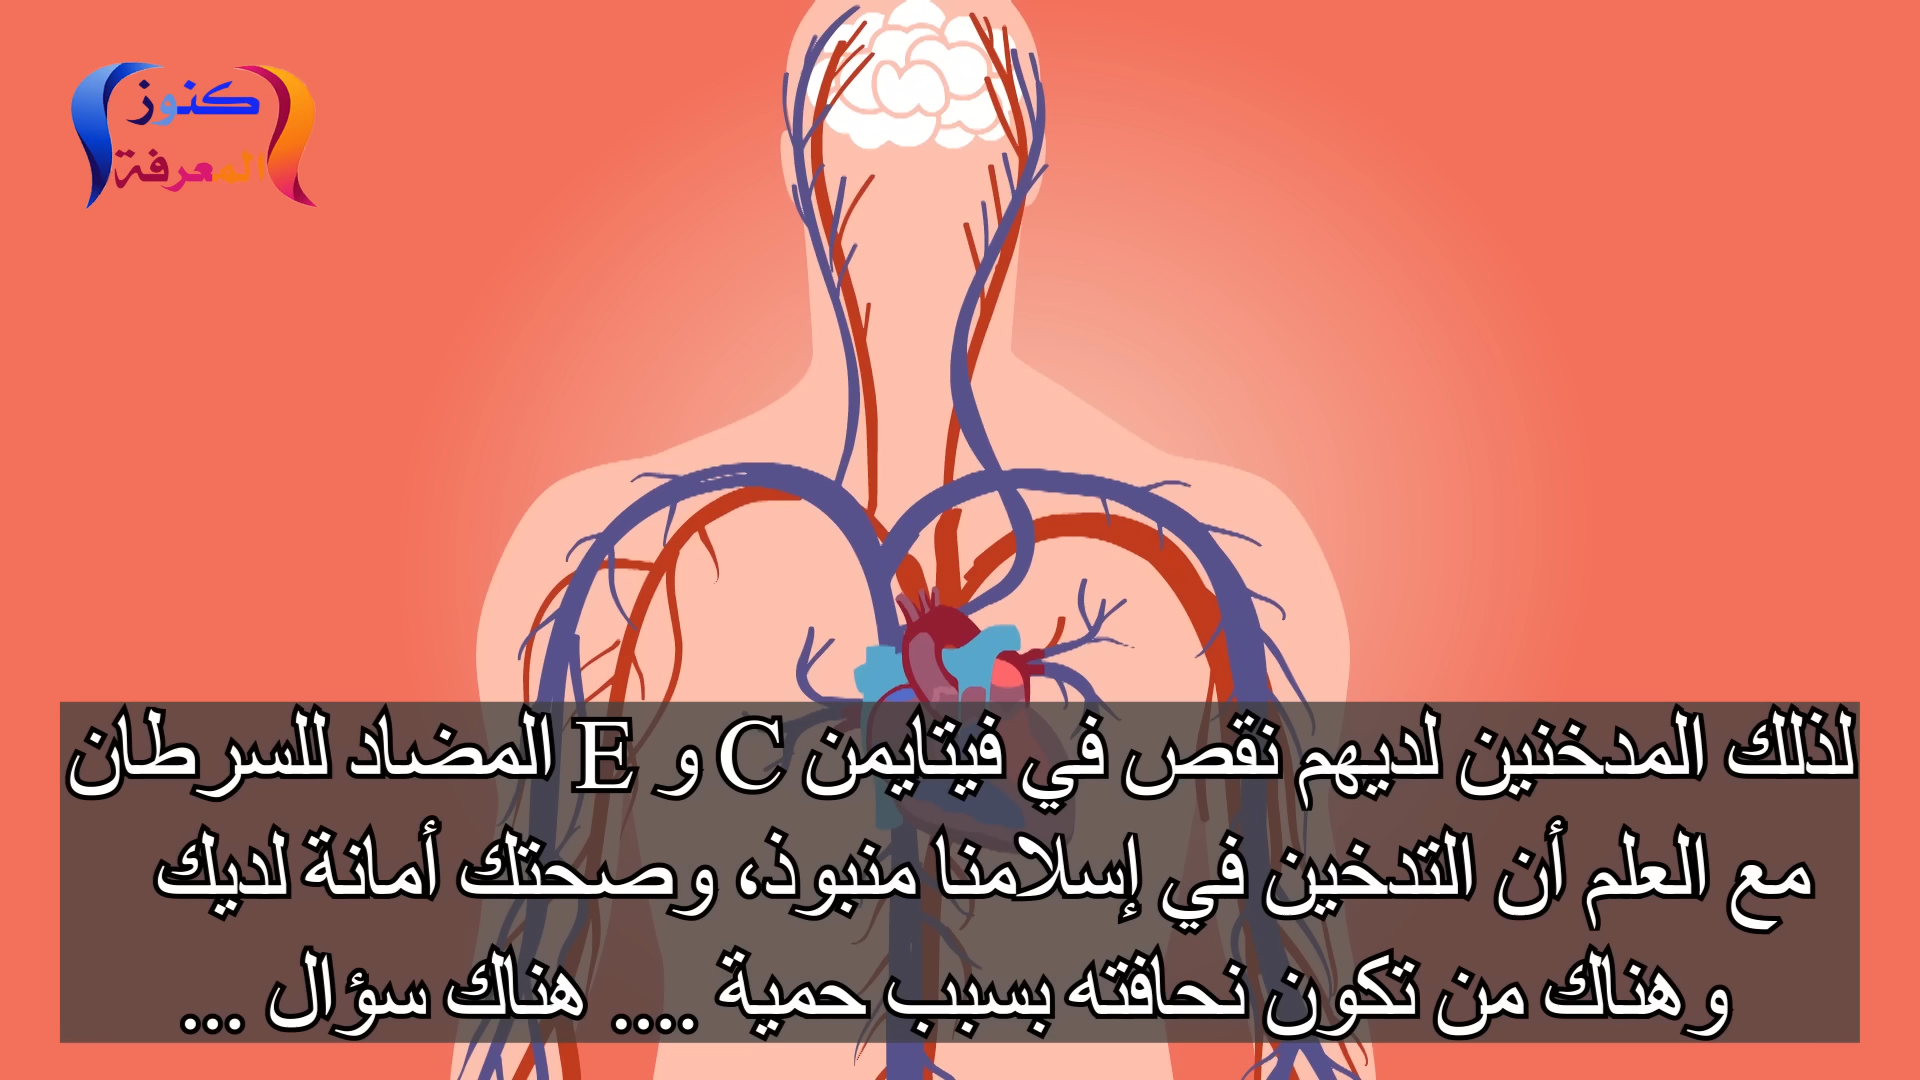 كنوز
المعرفة
لذلك المدخنين لديهم نقص في فيتايمن C و E المضاد للسرطان
مع العلم أن التدخين في إسلامنا منبوذ، وصحتك أمانة لديك
وهناك من تكون نحافته بسبب حمية .... هناك سؤال ...